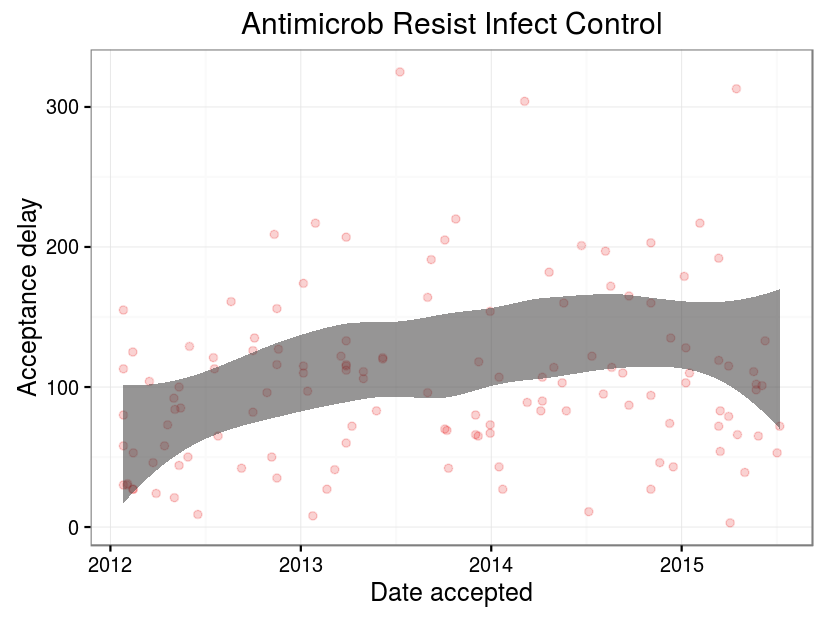 Antimicrob Resist Infect Control
Acceptance delay
300
200
100
0
2012 2013 2014 2015
Date accepted